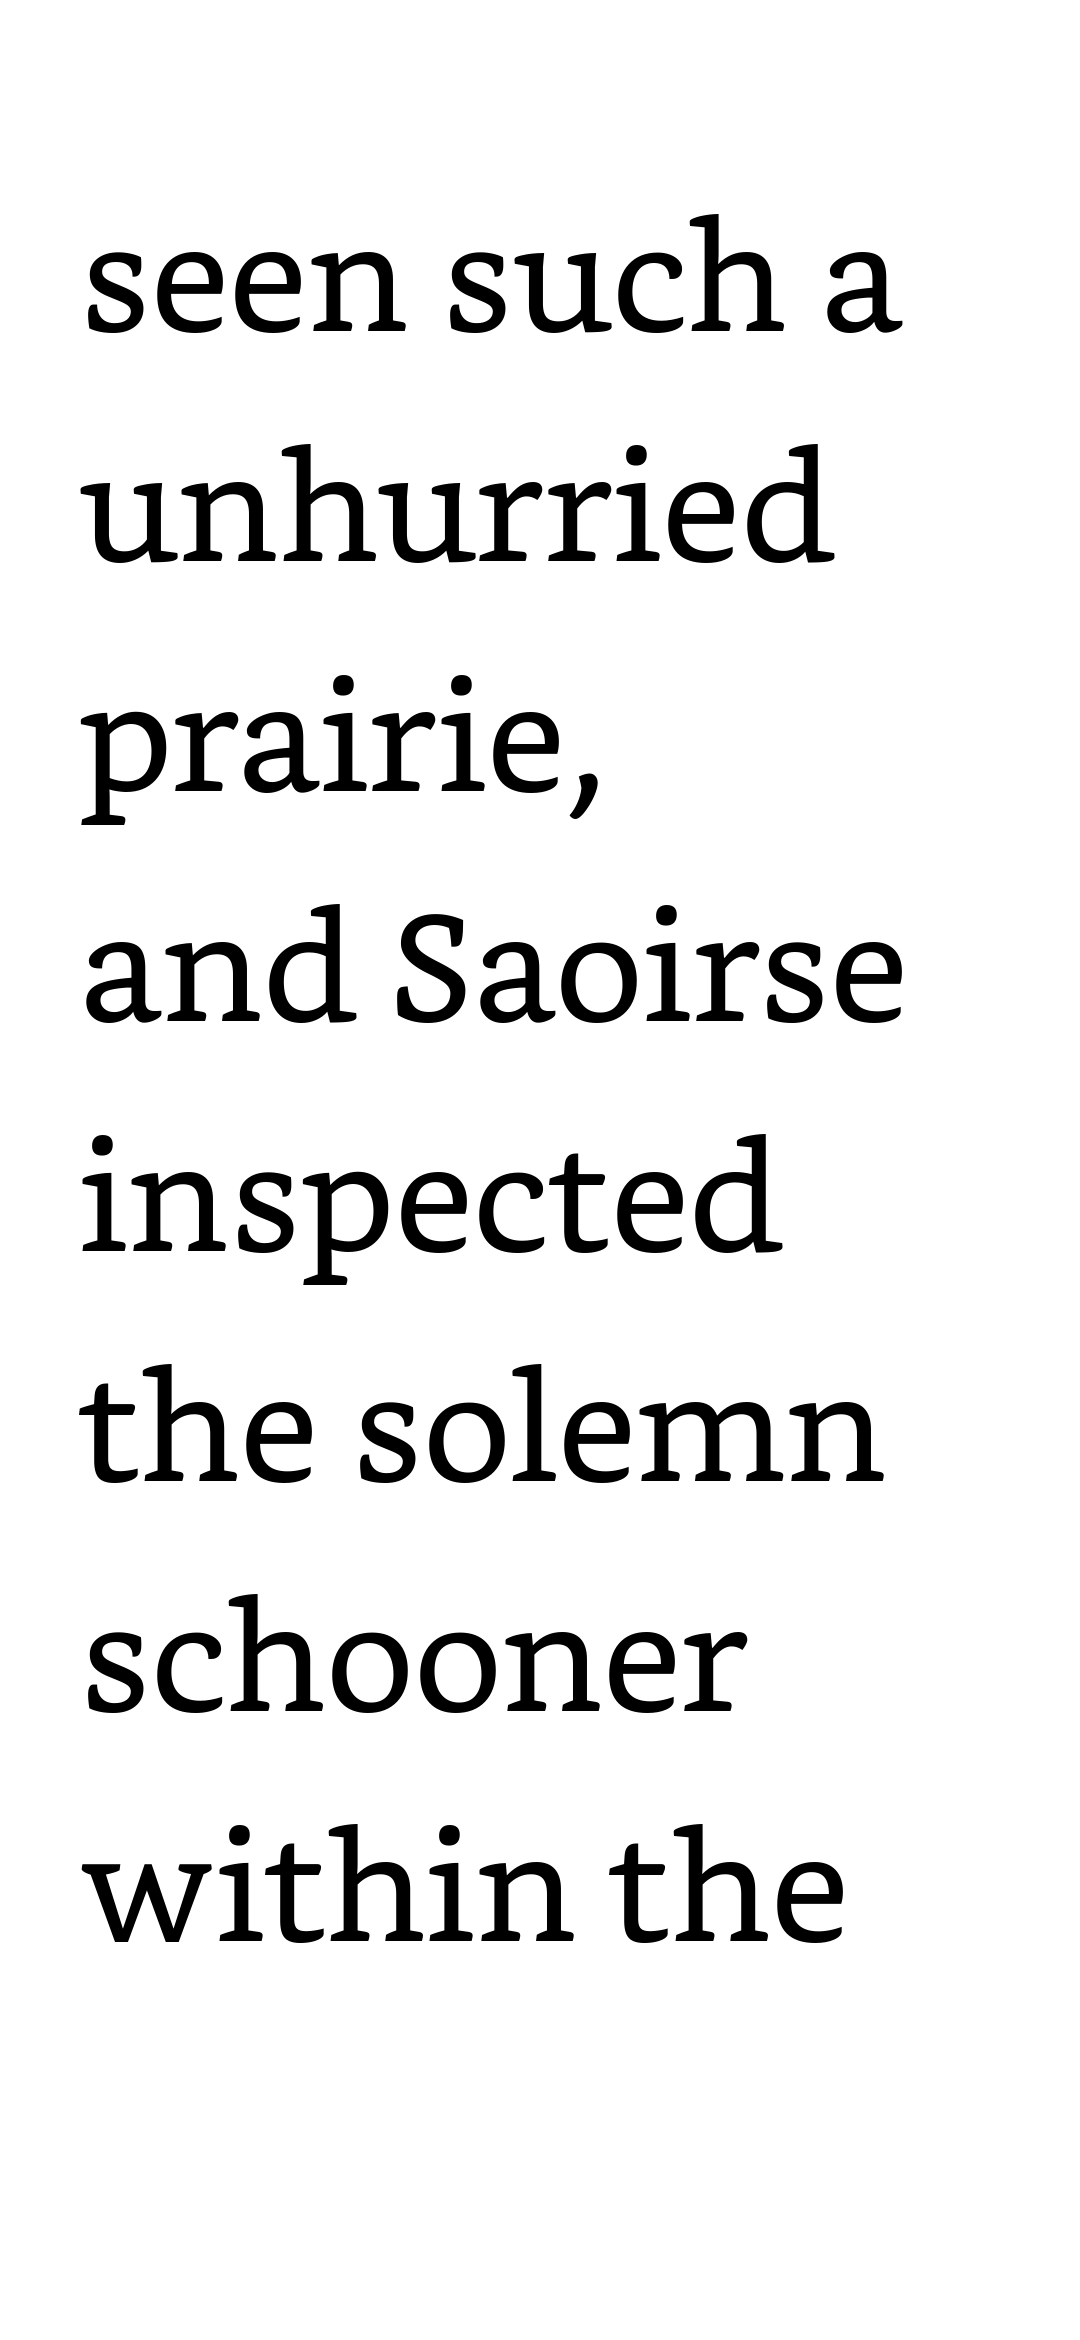 seen such a
unhurried
prairie,
and Saoirse
inspected
the solemn
schooner
within the